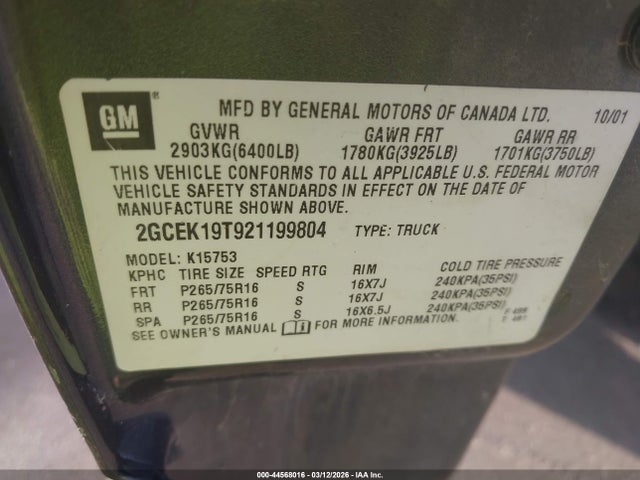 GM®
MFD BY GENERAL MOTORS OF CANADA LTD. 10/01
GVWR GAWR FRT GAWR RR
2903KG(6400LB) 1780KG(3925LB) 1701KG(3750LB)
THIS VEHICLE CONFORMS TO ALL APPLICABLE U.S. FEDERAL MOTOR
VEHICLE SAFETY STANDARDS IN EFFECT ON THE DATE OF
MANUFACTURE SHOWN ABOVE.
2GCEK19T921199804 TYPE: TRUCK
MODEL: K15753
KPHC TIRE SIZE SPEED RTG RIM COLD TIRE PRESSURE
FRT P265/75R16 S 16X7J 240KPA(35PSI)
RR P265/75R16 S 16X7J 240KPA(35PSI)
SPA P265/75R16 S 16X6.5J 240KPA(35PSI)
SEE OWNER'S MANUAL FOR MORE INFORMATION.
000-44568016 - 03/12/2026 - IAA Inc.